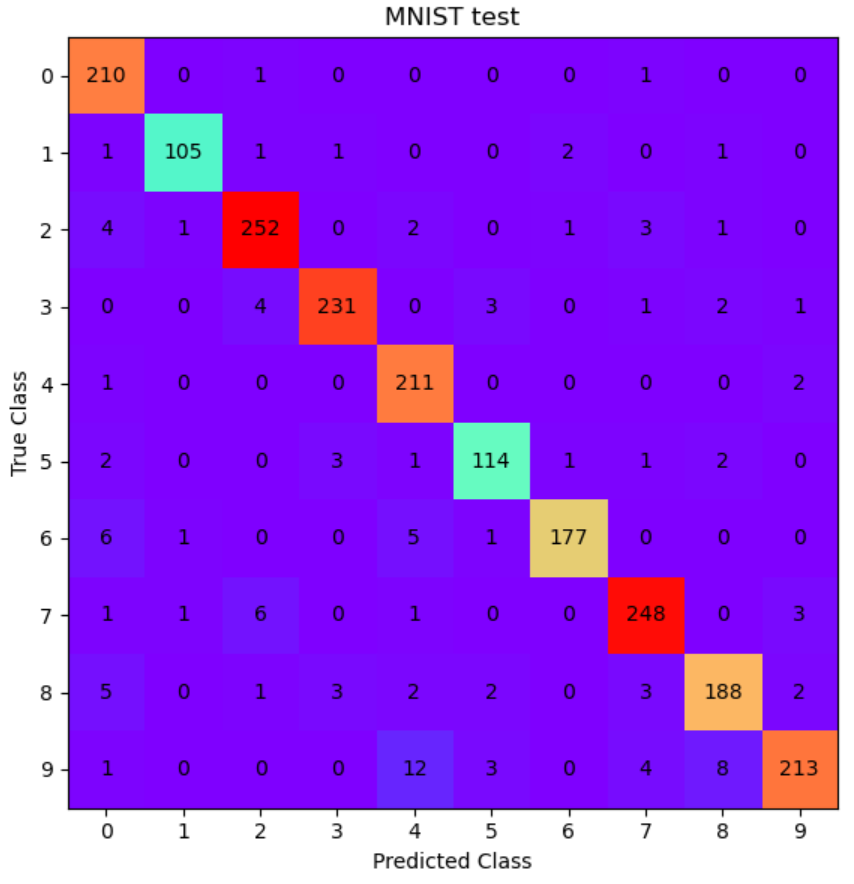 MNIST test
0 210 0 1 0 0 0 0 1 0 0
1 1 105 1 1 0 0 2 0 1 0
2 4 1 252 0 2 0 1 3 1 0
3 0 0 4 231 0 3 0 1 2 1
4 1 0 0 0 211 0 0 0 0 2
5 2 0 0 3 1 114 1 1 2 0
6 6 1 0 0 5 1 177 0 0 0
7 1 1 6 0 1 0 0 248 0 3
8 5 0 1 3 2 2 0 3 188 2
9 1 0 0 0 12 3 0 4 8 213
0 1 2 3 4 5 6 7 8 9
Predicted Class
True Class